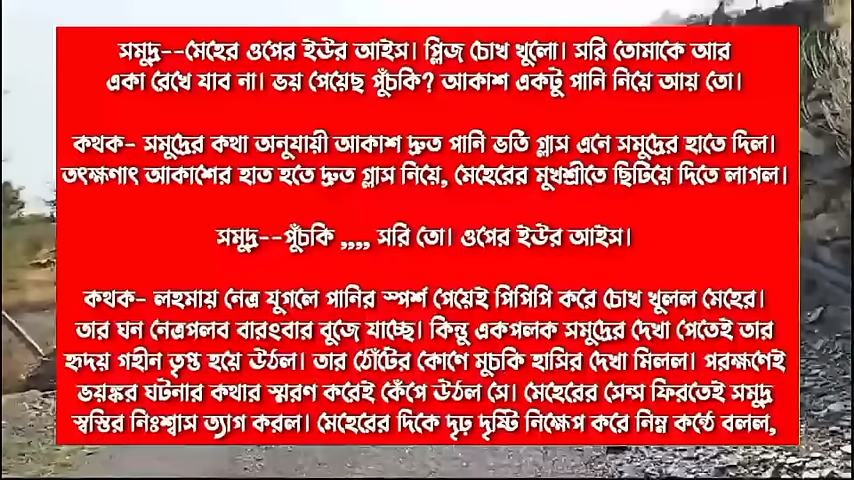 সমুদ্র--মেহের ওপের ইউর আইস। প্লিজ চোখ খুলো। সরি তোমাকে আর
একা রেখে যাব না। ভয় পেয়েছ পুঁচকি? আকাশ একটু পানি নিয়ে আয় তো।
কথক- সমুদ্রের কথা অনুযায়ী আকাশ দ্রুত পানি ভর্তি গ্লাস এনে সমুদ্রের হাতে দিল।
তৎক্ষণাৎ আকাশের হাত হতে দ্রুত গ্লাস নিয়ে, মেহেরের মুখশ্রীতে ছিটিয়ে দিতে লাগল।
সমুদ্র--পুঁচকি ,,,, সরি তো। ওপের ইউর আইস।
কথক- লহমায় নেত্র যুগলে পানির স্পর্শ পেয়েই পিপিপি করে চোখ খুলল মেহের।
তার ঘন নেত্রপলব বারংবার বুজে যাচ্ছে। কিন্তু একপলক সমুদ্রের দেখা পেতেই তার
হৃদয় গহীন তৃপ্ত হয়ে উঠল। তার ঠোঁটের কোণে মুচকি হাসির দেখা মিলল। পরক্ষণেই
ভয়ঙ্কর ঘটনার কথার স্মরণ করেই কেঁপে উঠল সে। মেহেরের সেন্স ফিরতেই সমুদ্র
স্বস্তির নিঃশ্বাস ত্যাগ করল। মেহেরের দিকে দৃঢ় দৃষ্টি নিক্ষেপ করে নিম্ন কন্ঠে বলল,